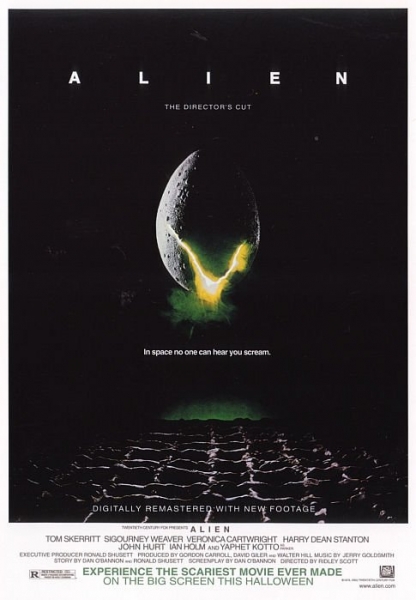 ALIEN
THE DIRECTOR'S CUT
In space no one can hear you scream.
DIGITALLY REMASTERED WITH NEW FOOTAGE
TWENTIETH CENTURY-FOX PRESENTS ALIEN
TOM SKERRITT SIGOURNEY WEAVER VERONICA CARTWRIGHT HARRY DEAN STANTON
JOHN HURT IAN HOLM AND YAPHET KOTTO
EXECUTIVE PRODUCER RONALD SHUSETT PRODUCED BY GORDON CARROLL, DAVID GILER AND WALTER HILL MUSIC BY JERRY GOLDSMITH
STORY BY DAN O'BANNON AND RONALD SHUSETT SCREENPLAY BY DAN O'BANNON DIRECTED BY RIDLEY SCOTT
R
EXPERIENCE THE SCARIEST MOVIE EVER MADE
ON THE BIG SCREEN THIS HALLOWEEN
www.alien.com